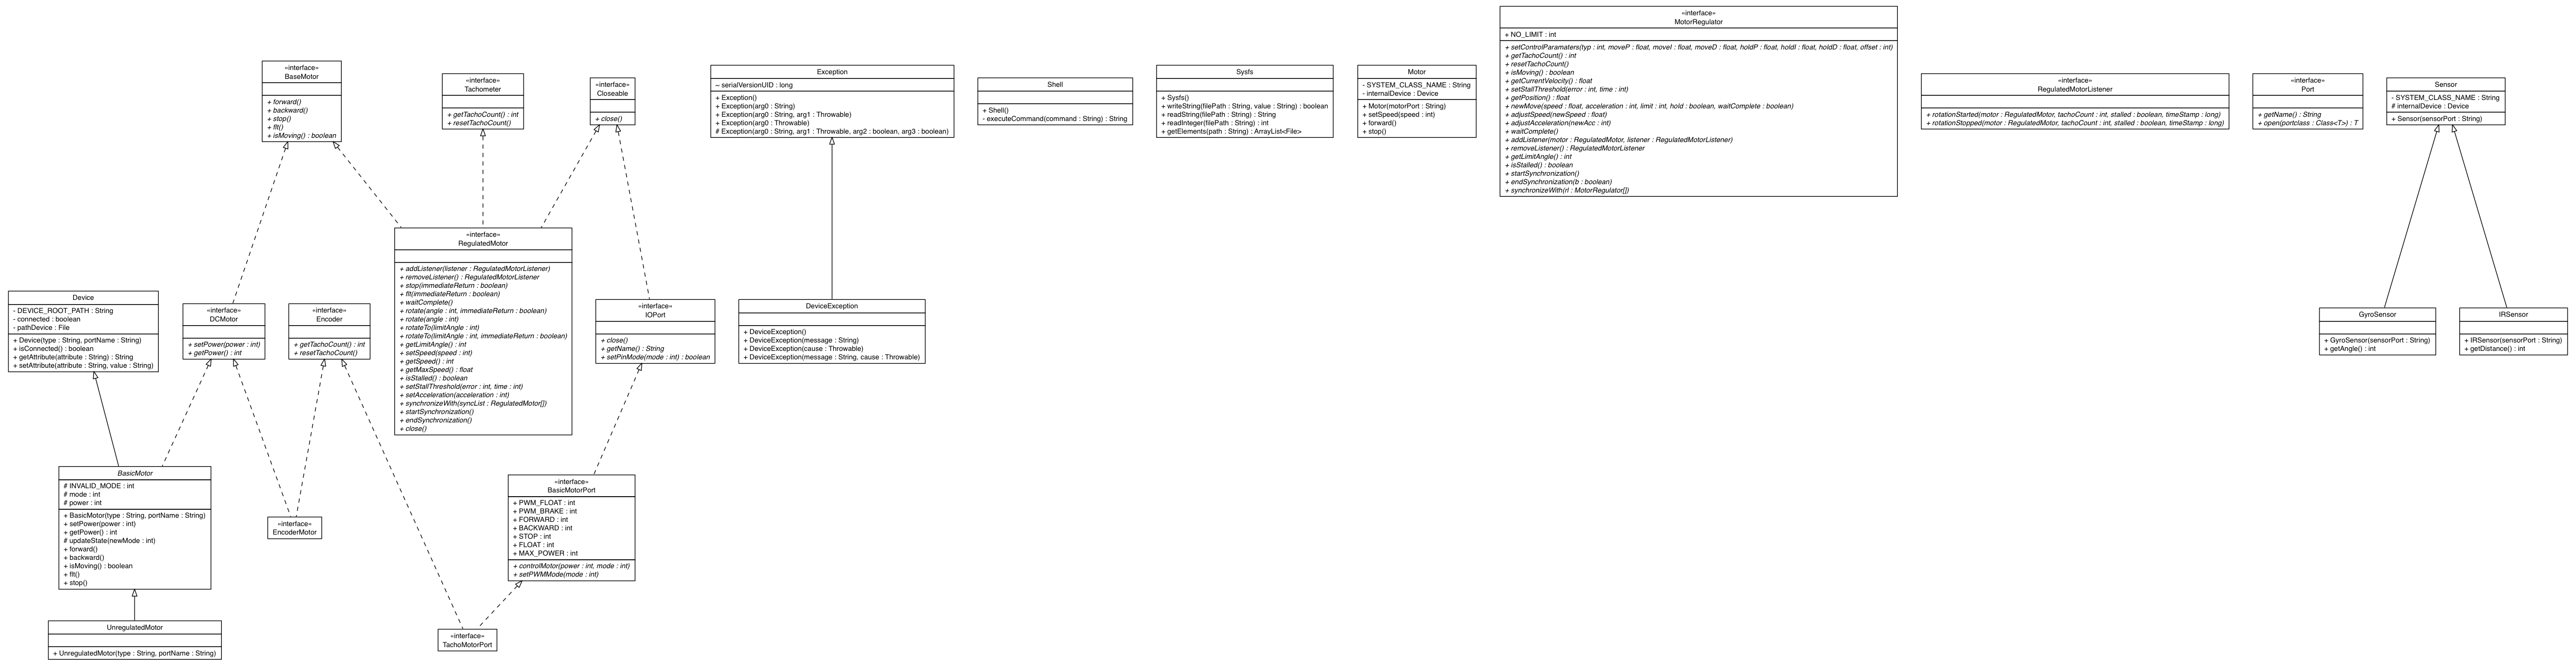 «interface»
BaseMotor
+ forward()
+ backward()
+ stop()
+ flt()
+ isMoving() : boolean
«interface»
Tachometer
+ getTachoCount() : int
+ resetTachoCount()
«interface»
Closeable
+ close()
Exception
~ serialVersionUID : long
+ Exception()
+ Exception(arg0 : String)
+ Exception(arg0 : String, arg1 : Throwable)
+ Exception(arg0 : Throwable)
# Exception(arg0 : String, arg1 : Throwable, arg2 : boolean, arg3 : boolean)
Shell
+ Shell()
- executeCommand(command : String) : String
Sysfs
+ Sysfs()
+ writeString(filePath : String, value : String) : boolean
+ readString(filePath : String) : String
+ readInteger(filePath : String) : int
+ getElements(path : String) : ArrayList<File>
Motor
- SYSTEM_CLASS_NAME : String
- internalDevice : Device
+ Motor(motorPort : String)
+ setSpeed(speed : int)
+ forward()
+ stop()
«interface»
MotorRegulator
+ NO_LIMIT : int
+ setControlParamaters(typ : int, moveP : float, moveI : float, moveD : float, holdP : float, holdI : float, holdD : float, offset : int)
+ getTachoCount() : int
+ resetTachoCount()
+ isMoving() : boolean
+ getCurrentVelocity() : float
+ setStallThreshold(error : int, time : int)
+ getPosition() : float
+ newMove(speed : float, acceleration : int, limit : int, hold : boolean, waitComplete : boolean)
+ adjustSpeed(newSpeed : float)
+ adjustAcceleration(newAcc : int)
+ waitComplete()
+ addListener(motor : RegulatedMotor, listener : RegulatedMotorListener)
+ removeListener() : RegulatedMotorListener
+ getLimitAngle() : int
+ isStalled() : boolean
+ startSynchronization()
+ endSynchronization(b : boolean)
+ synchronizeWith(rl : MotorRegulator[])
«interface»
RegulatedMotorListener
+ rotationStarted(motor : RegulatedMotor, tachoCount : int, stalled : boolean, timeStamp : long)
+ rotationStopped(motor : RegulatedMotor, tachoCount : int, stalled : boolean, timeStamp : long)
«interface»
Port
+ getName() : String
+ open(portclass : Class<T>) : T
Sensor
- SYSTEM_CLASS_NAME : String
# internalDevice : Device
+ Sensor(sensorPort : String)
«interface»
RegulatedMotor
+ addListener(listener : RegulatedMotorListener)
+ removeListener() : RegulatedMotorListener
+ stop(immediateReturn : boolean)
+ flt(immediateReturn : boolean)
+ waitComplete()
+ rotate(angle : int, immediateReturn : boolean)
+ rotate(angle : int)
+ rotateTo(limitAngle : int)
+ rotateTo(limitAngle : int, immediateReturn : boolean)
+ getLimitAngle() : int
+ setSpeed(speed : int)
+ getSpeed() : int
+ getMaxSpeed() : float
+ isStalled() : boolean
+ setStallThreshold(error : int, time : int)
+ setAcceleration(acceleration : int)
+ synchronizeWith(syncList : RegulatedMotor[])
+ startSynchronization()
+ endSynchronization()
+ close()
Device
- DEVICE_ROOT_PATH : String
- connected : boolean
- pathDevice : File
+ Device(type : String, portName : String)
+ isConnected() : boolean
+ getAttribute(attribute : String) : String
+ setAttribute(attribute : String, value : String)
«interface»
DCMotor
+ setPower(power : int)
+ getPower() : int
«interface»
Encoder
+ getTachoCount() : int
+ resetTachoCount()
«interface»
IOPort
+ close()
+ getName() : String
+ setPinMode(mode : int) : boolean
DeviceException
+ DeviceException()
+ DeviceException(message : String)
+ DeviceException(cause : Throwable)
+ DeviceException(message : String, cause : Throwable)
GyroSensor
+ GyroSensor(sensorPort : String)
+ getAngle() : int
IRSensor
+ IRSensor(sensorPort : String)
+ getDistance() : int
BasicMotor
# INVALID_MODE : int
# mode : int
# power : int
+ BasicMotor(type : String, portName : String)
+ setPower(power : int)
+ getPower() : int
# updateState(newMode : int)
+ forward()
+ backward()
+ isMoving() : boolean
+ flt()
+ stop()
«interface»
EncoderMotor
«interface»
BasicMotorPort
+ PWM_FLOAT : int
+ PWM_BRAKE : int
+ FORWARD : int
+ BACKWARD : int
+ STOP : int
+ FLOAT : int
+ MAX_POWER : int
+ controlMotor(power : int, mode : int)
+ setPWMMode(mode : int)
UnregulatedMotor
+ UnregulatedMotor(type : String, portName : String)
«interface»
TachoMotorPort